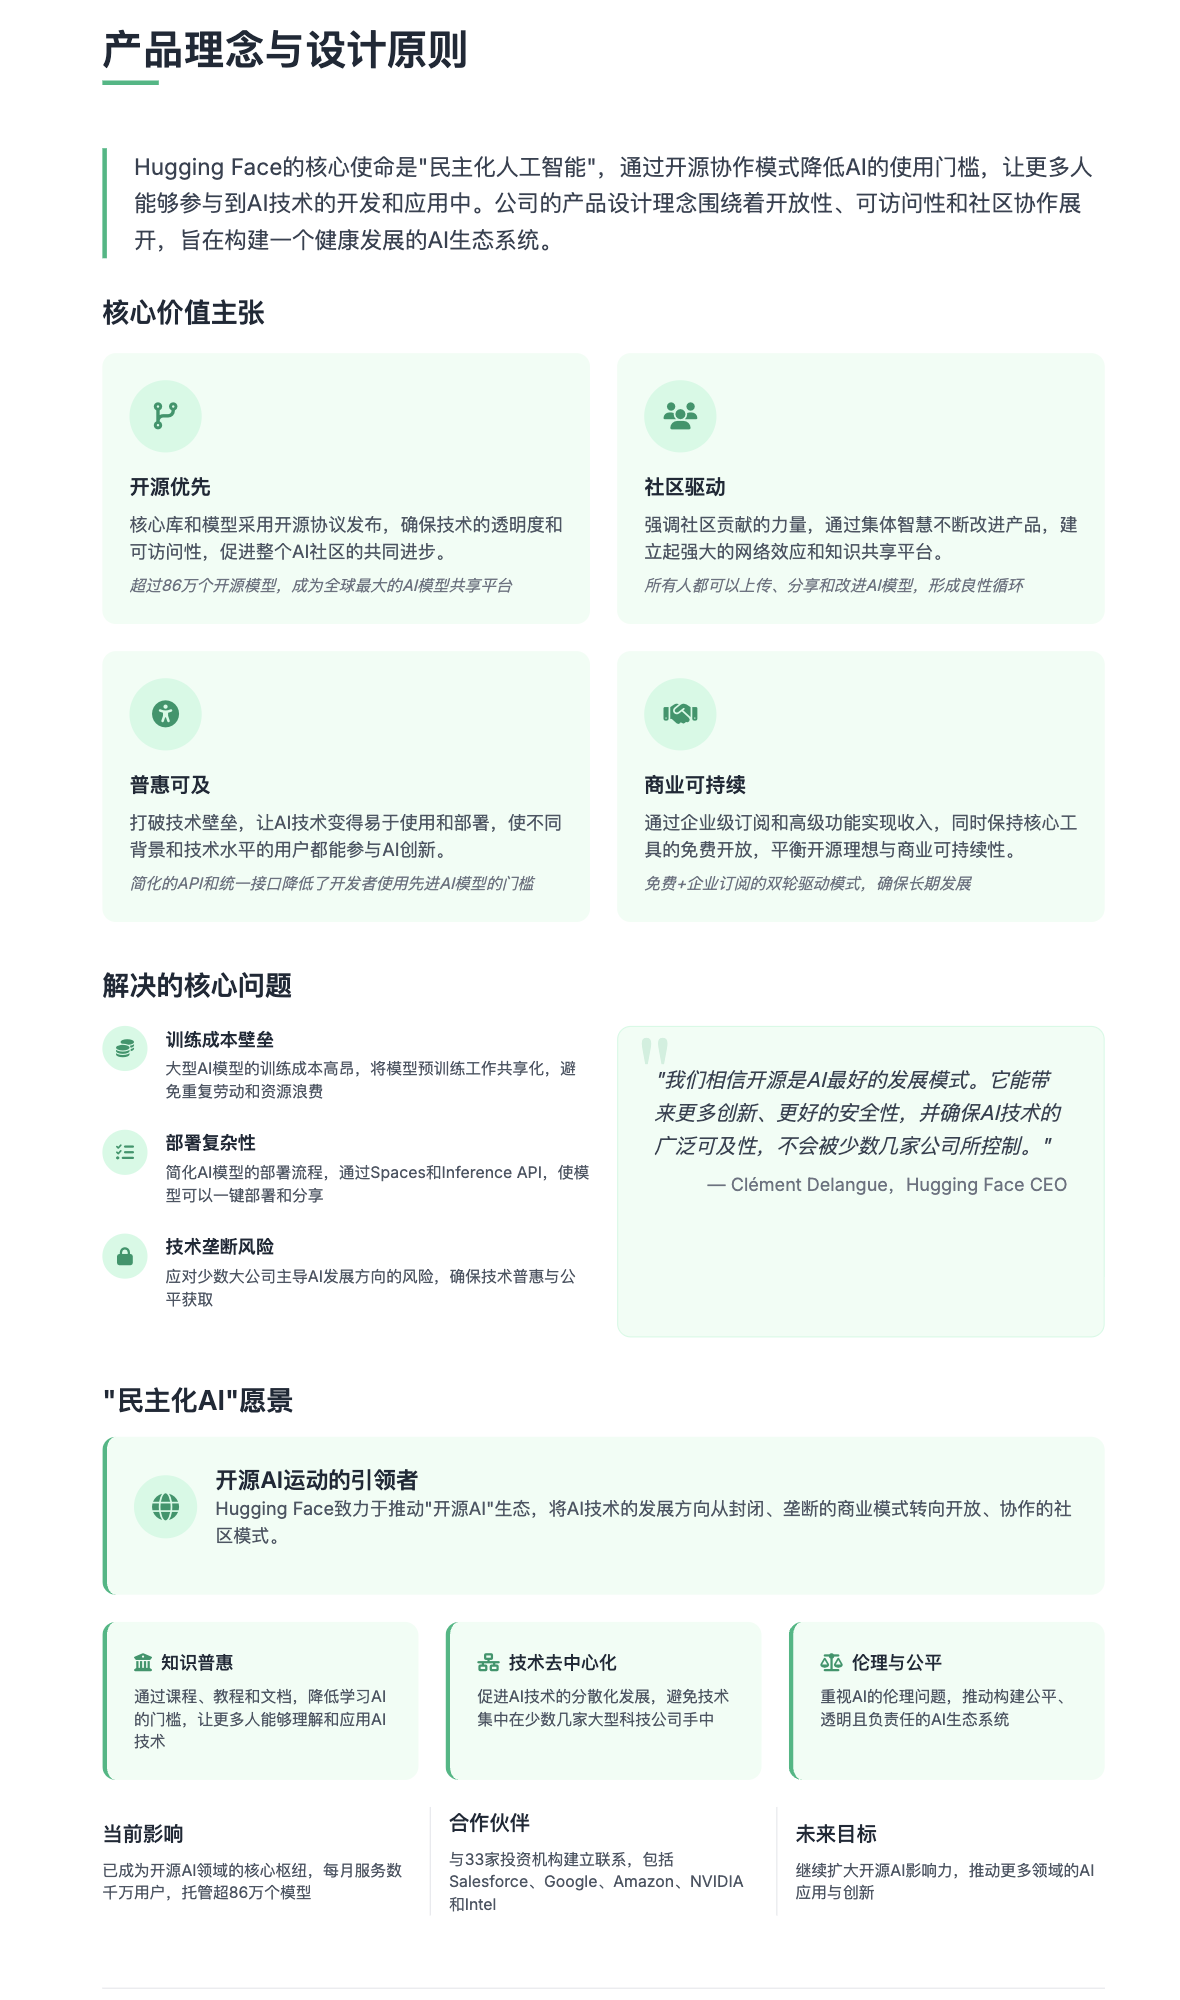 产品理念与设计原则
Hugging Face的核心使命是"民主化人工智能"，通过开源协作模式降低AI的使用门槛，让更多人
能够参与到AI技术的开发和应用中。公司的产品设计理念围绕着开放性、可访问性和社区协作展
开，旨在构建一个健康发展的AI生态系统。
核心价值主张
开源优先
核心库和模型采用开源协议发布，确保技术的透明度和
可访问性，促进整个AI社区的共同进步。
超过86万个开源模型，成为全球最大的AI模型共享平台
社区驱动
强调社区贡献的力量，通过集体智慧不断改进产品，建
立起强大的网络效应和知识共享平台。
所有人都可以上传、分享和改进AI模型，形成良性循环
普惠可及
打破技术壁垒，让AI技术变得易于使用和部署，使不同
背景和技术水平的用户都能参与AI创新。
简化的API和统一接口降低了开发者使用先进AI模型的门槛
商业可持续
通过企业级订阅和高级功能实现收入，同时保持核心工
具的免费开放，平衡开源理想与商业可持续性。
免费+企业订阅的双轮驱动模式，确保长期发展
解决的核心问题
训练成本壁垒
大型AI模型的训练成本高昂，将模型预训练工作共享化，避
免重复劳动和资源浪费
部署复杂性
简化AI模型的部署流程，通过Spaces和Inference API，使模
型可以一键部署和分享
技术垄断风险
应对少数大公司主导AI发展方向的风险，确保技术普惠与公
平获取
"
"我们相信开源是AI最好的发展模式。它能带
来更多创新、更好的安全性，并确保AI技术的
广泛可及性，不会被少数几家公司所控制。"
— Clément Delangue，Hugging Face CEO
"民主化AI"愿景
开源AI运动的引领者
Hugging Face致力于推动"开源AI"生态，将AI技术的发展方向从封闭、垄断的商业模式转向开放、协作的社
区模式。
知识普惠
通过课程、教程和文档，降低学习AI
的门槛，让更多人能够理解和应用AI
技术
技术去中心化
促进AI技术的分散化发展，避免技术
集中在少数几家大型科技公司手中
伦理与公平
重视AI的伦理问题，推动构建公平、
透明且负责任的AI生态系统
当前影响
已成为开源AI领域的核心枢纽，每月服务数
千万用户，托管超86万个模型
合作伙伴
与33家投资机构建立联系，包括
Salesforce、Google、Amazon、NVIDIA
和Intel
未来目标
继续扩大开源AI影响力，推动更多领域的AI
应用与创新